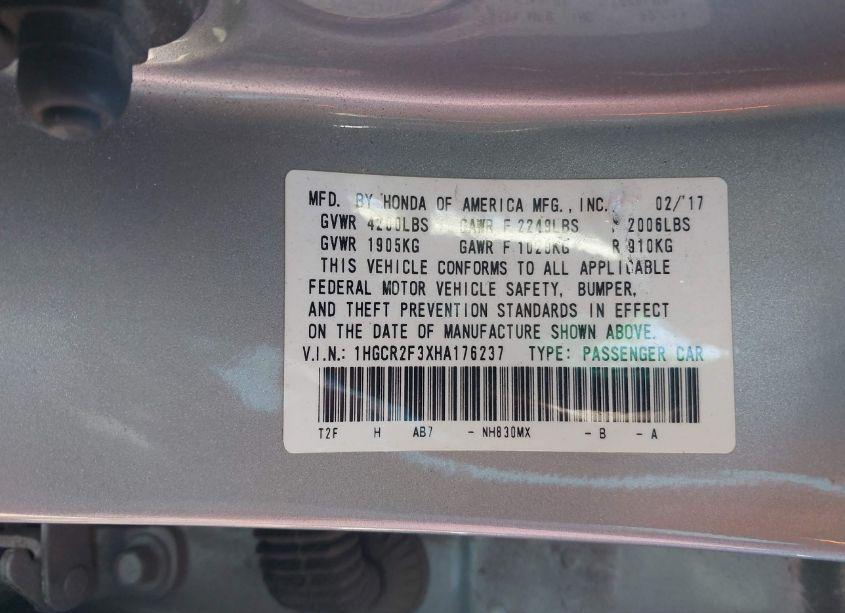 MFD. BY HONDA OF AMERICA MFG., INC. 02/'17
GVWR 4200LBS GAWR F 2249LBS 2006LBS
GVWR 1905KG GAWR F 1020KG R 910KG
THIS VEHICLE CONFORMS TO ALL APPLICABLE
FEDERAL MOTOR VEHICLE SAFETY, BUMPER,
AND THEFT PREVENTION STANDARDS IN EFFECT
ON THE DATE OF MANUFACTURE SHOWN ABOVE.
V.I.N.: 1HGCR2F3XHA176237 TYPE: PASSENGER CAR
T2F H AB7 - NH830MX - B - A